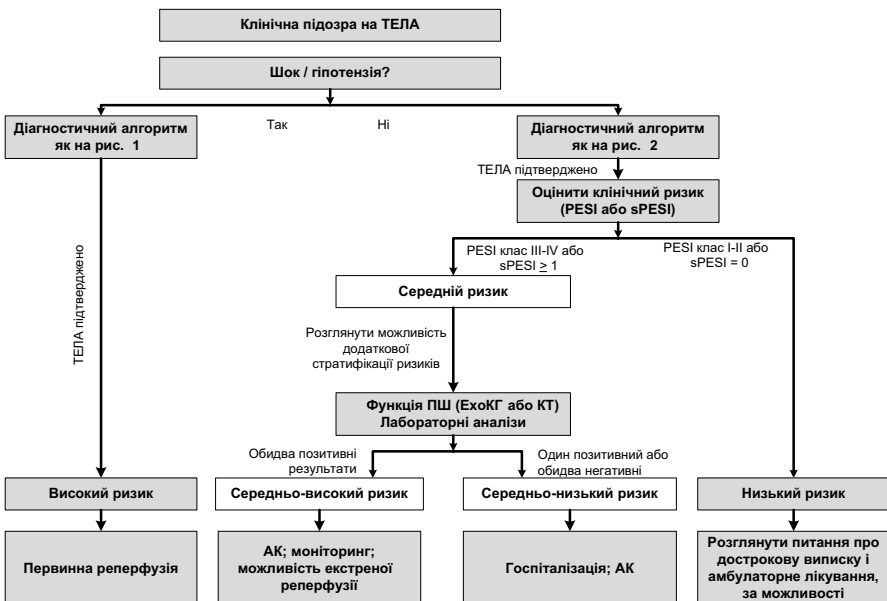 Клінічна підозра на ТЕЛА
Шок / гіпотензія?
Так
Ні
Діагностичний алгоритм
як на рис. 1
Діагностичний алгоритм
як на рис. 2
ТЕЛА підтверджено
Оцінити клінічний ризик
(PESI або sPESI)
PESI клас III-IV або
sPESI ≥ 1
PESI клас I-II або
sPESI = 0
Середній ризик
ТЕЛА підтверджено
Розглянути можливість
додаткової
стратифікації ризиків
Функція ПШ (ЕхоКГ або КТ)
Лабораторні аналізи
Обидва позитивні
результати
Один позитивний або
обидва негативні
Високий ризик
Середньо-високий ризик
Середньо-низький ризик
Низький ризик
Первинна реперфузія
АК; моніторинг;
можливість екстреної
реперфузії
Госпіталізація; АК
Розглянути питання про
дострокову виписку і
амбулаторне лікування,
за можливості